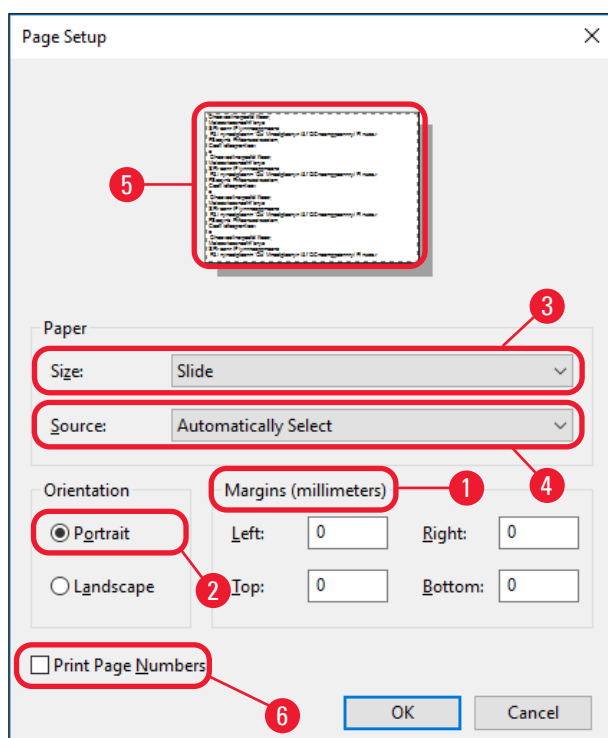 Page Setup
5
3
Paper
Size: Slide
Source: Automatically Select
4
Orientation
Margins (millimeters)
1
Portrait
Left: 0 Right: 0
2
Landscape
Top: 0 Bottom: 0
Print Page Numbers
6
OK Cancel